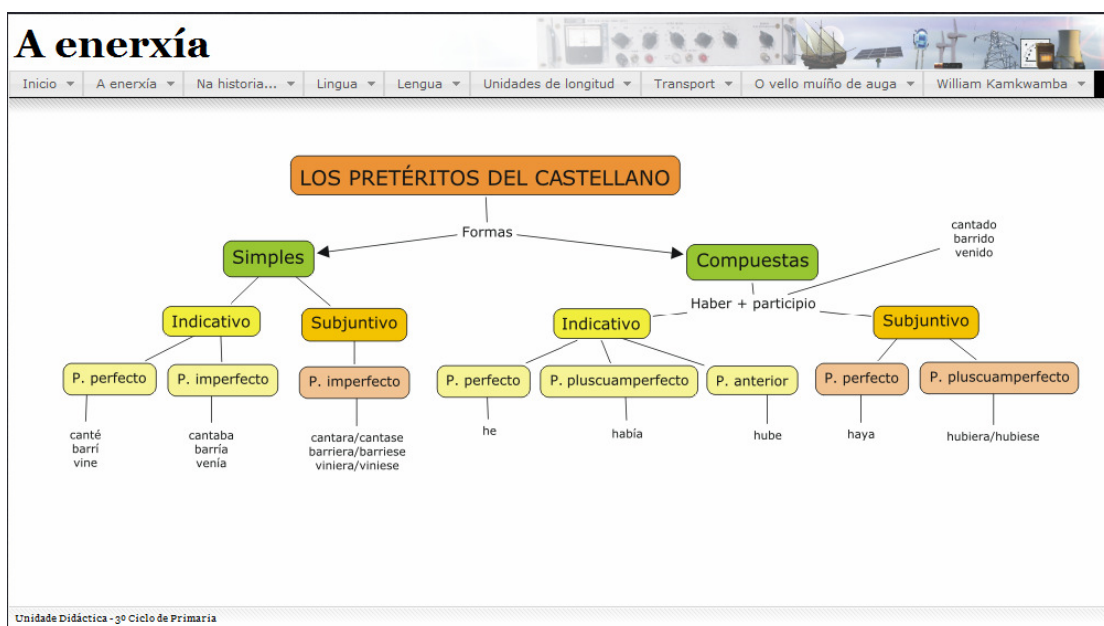 A enerxía
Inicio
A enerxía
Na historia...
Lingua
Lengua
Unidades de longitud
Transport
O vello muíño de auga
William Kamkwamba
LOS PRETÉRITOS DEL CASTELLANO
Formas
Simples
Compuestas
cantado
barrido
venido
Haber + participio
Indicativo
Subjuntivo
Indicativo
Subjuntivo
P. perfecto
P. imperfecto
P. imperfecto
P. perfecto
P. pluscuamperfecto
P. anterior
P. perfecto
P. pluscuamperfecto
canté
barrí
vine
cantaba
barría
venía
cantara/cantase
barriera/barriese
viniera/viniese
he
había
hube
haya
hubiera/hubiese
Unidade Didáctica - 3º Ciclo de Primaria